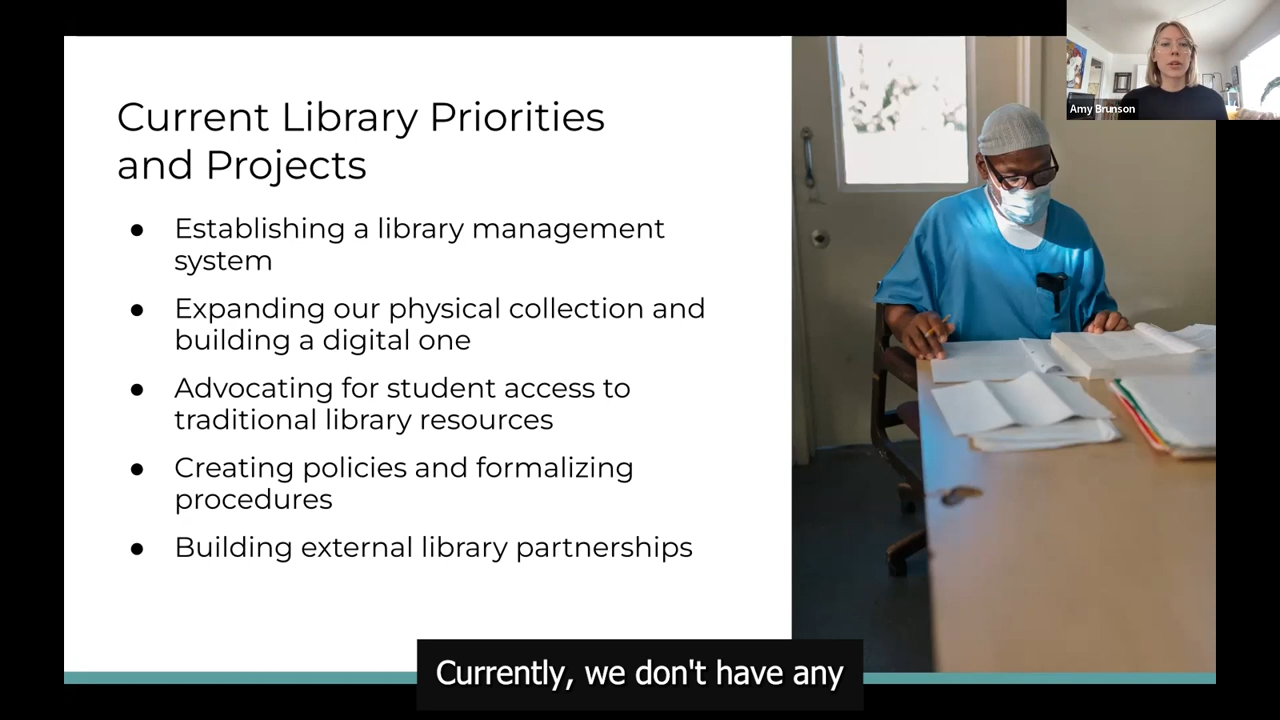 Current Library Priorities
and Projects
● Establishing a library management
system
● Expanding our physical collection and
building a digital one
● Advocating for student access to
traditional library resources
● Creating policies and formalizing
procedures
● Building external library partnerships
Amy Brunson
Currently, we don't have any